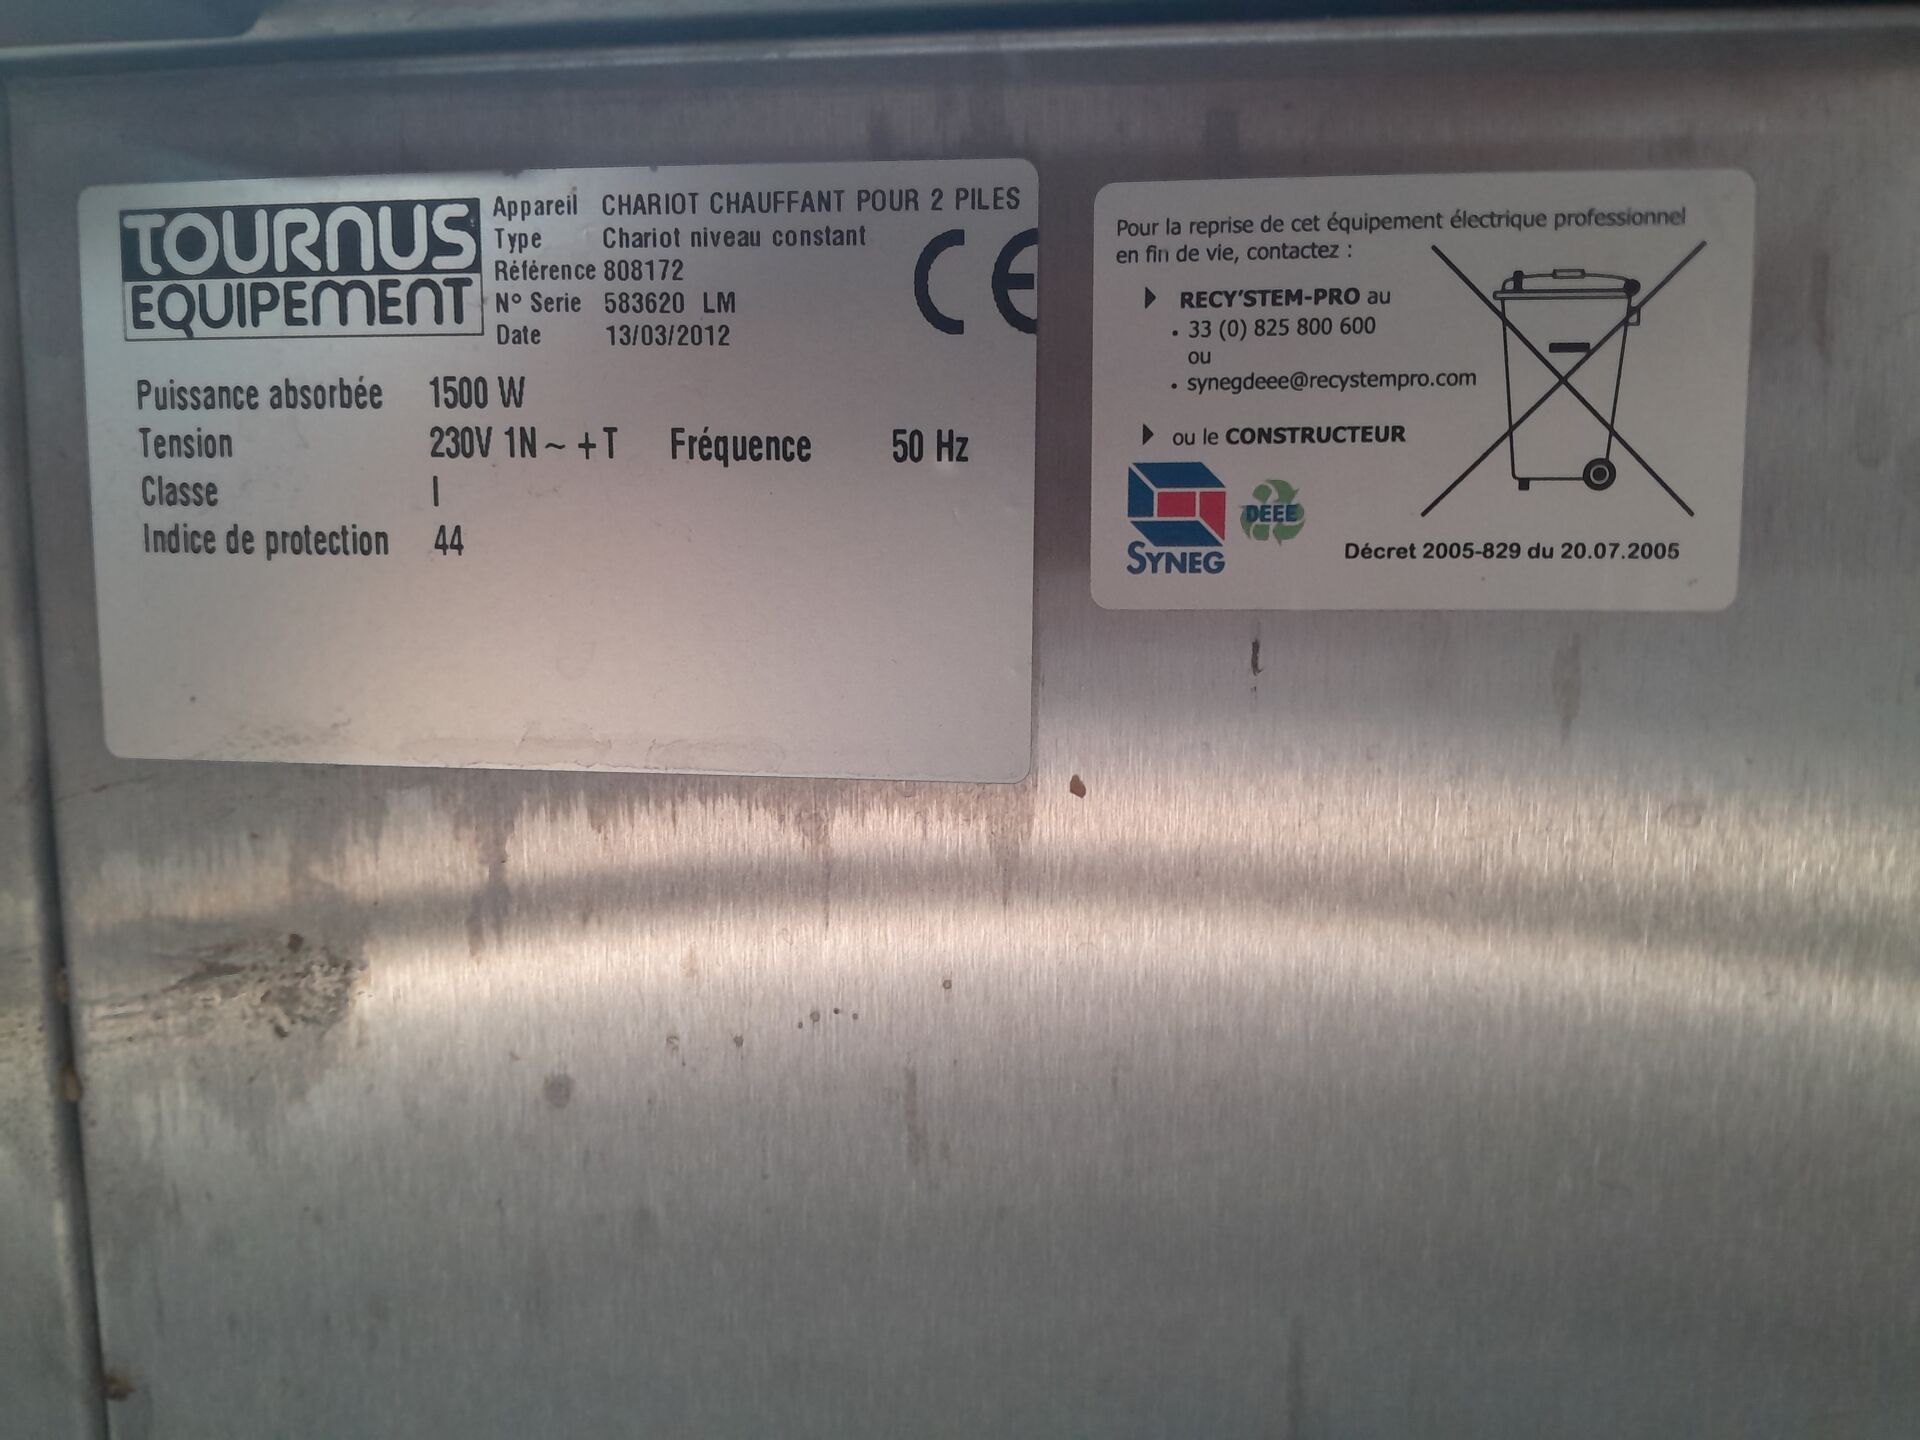 TOURNUS
EQUIPEMENT
Appareil CHARIOT CHAUFFANT POUR 2 PILES
Type Chariot niveau constant
Référence 808172
N° Serie 583620 LM
Date 13/03/2012
CE
Puissance absorbée 1500 W
Tension 230V 1N ~ +T Fréquence 50 Hz
Classe I
Indice de protection 44
Pour la reprise de cet équipement électrique professionnel
en fin de vie, contactez :
RECY'STEM-PRO au
• 33 (0) 825 800 600
ou
• synegdeee@recystempro.com
ou le CONSTRUCTEUR
SYNEG
DEEE
Décret 2005-829 du 20.07.2005